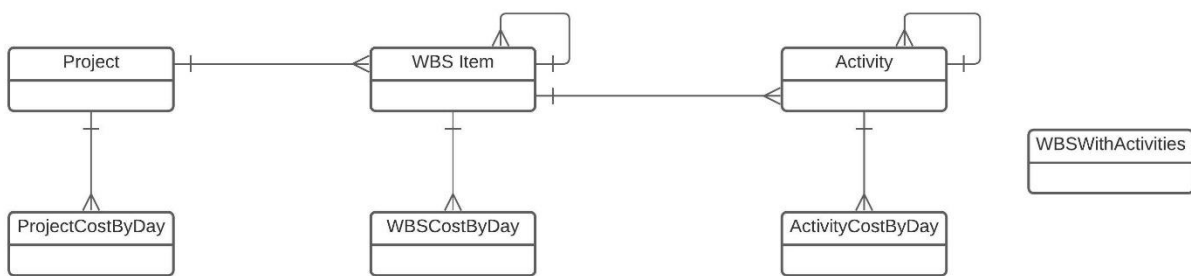 Project
WBS Item
Activity
WBSWithActivities
ProjectCostByDay
WBSCostByDay
ActivityCostByDay